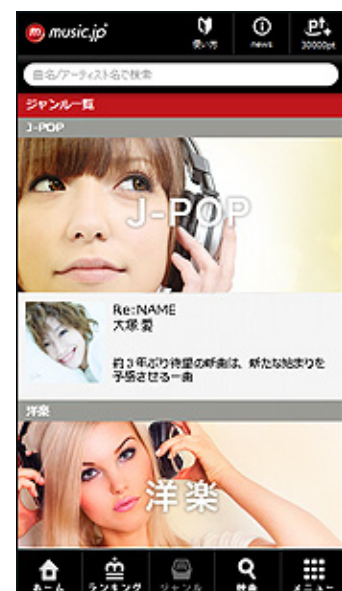 music.jp
使い方
news
Pt+
30000pt
曲名/アーティスト名で検索
ジャンル一覧
J-POP
J-POP
Re:NAME
大塚 愛
約3年ぶり待望の新曲は、新たな始まりを
予感させる一曲
洋楽
洋楽
ホーム
ランキング
ジャンル
検索
メニュー